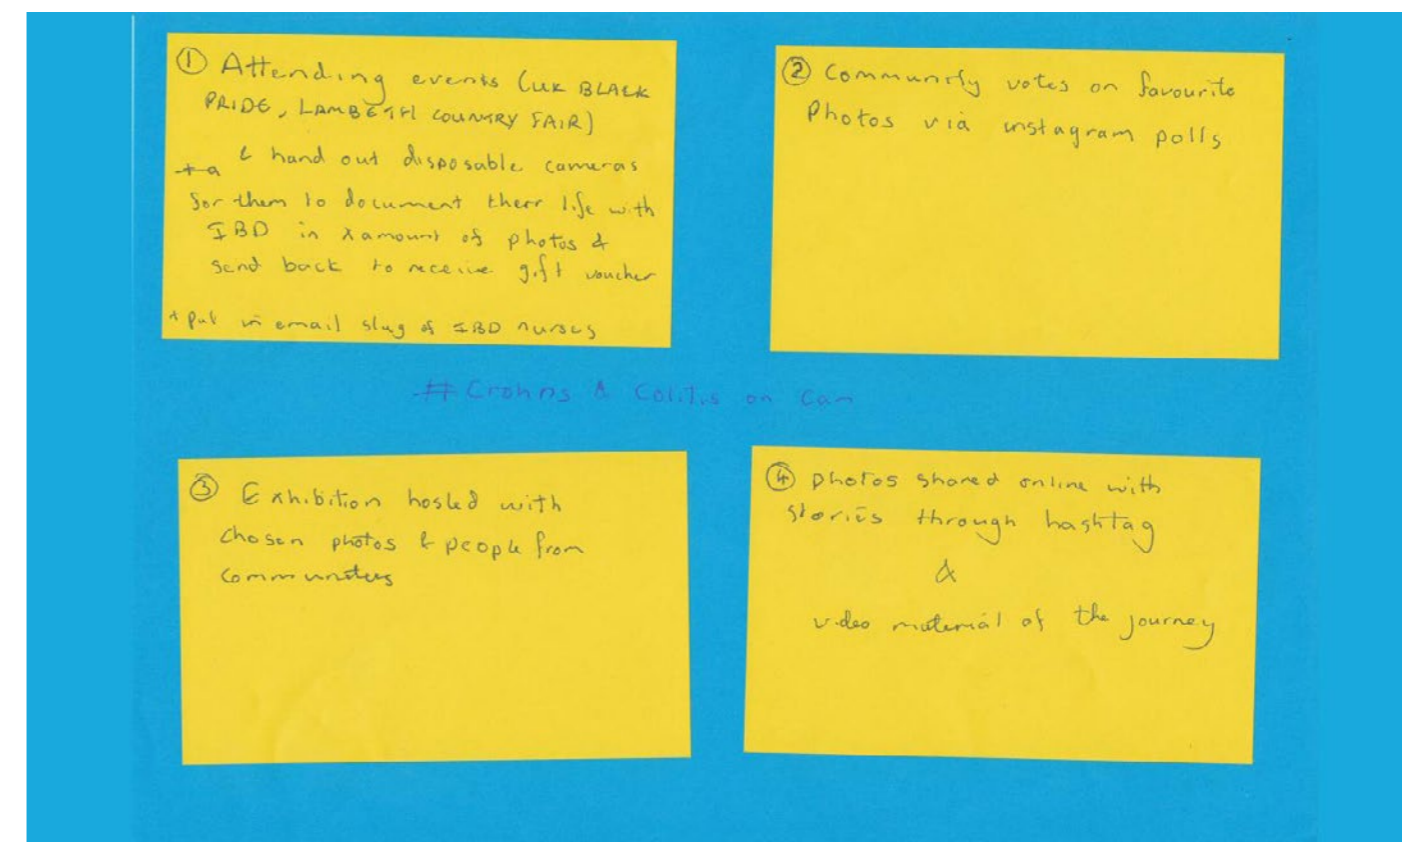 ① Attending events (UK BLACK
PRIDE, LAMBETH COUNTRY FAIR)
& hand out disposable cameras
for them to document their life with
IBD in x amount of photos &
send back to receive gift voucher
+ put in email slug of IBD nurses
② Community votes on favourite
Photos via instagram polls
# Crohns & Colitis on Cam
③ Exhibition hosted with
chosen photos & people from
communities
④ photos shared online with
stories through hashtag
&
video material of the journey